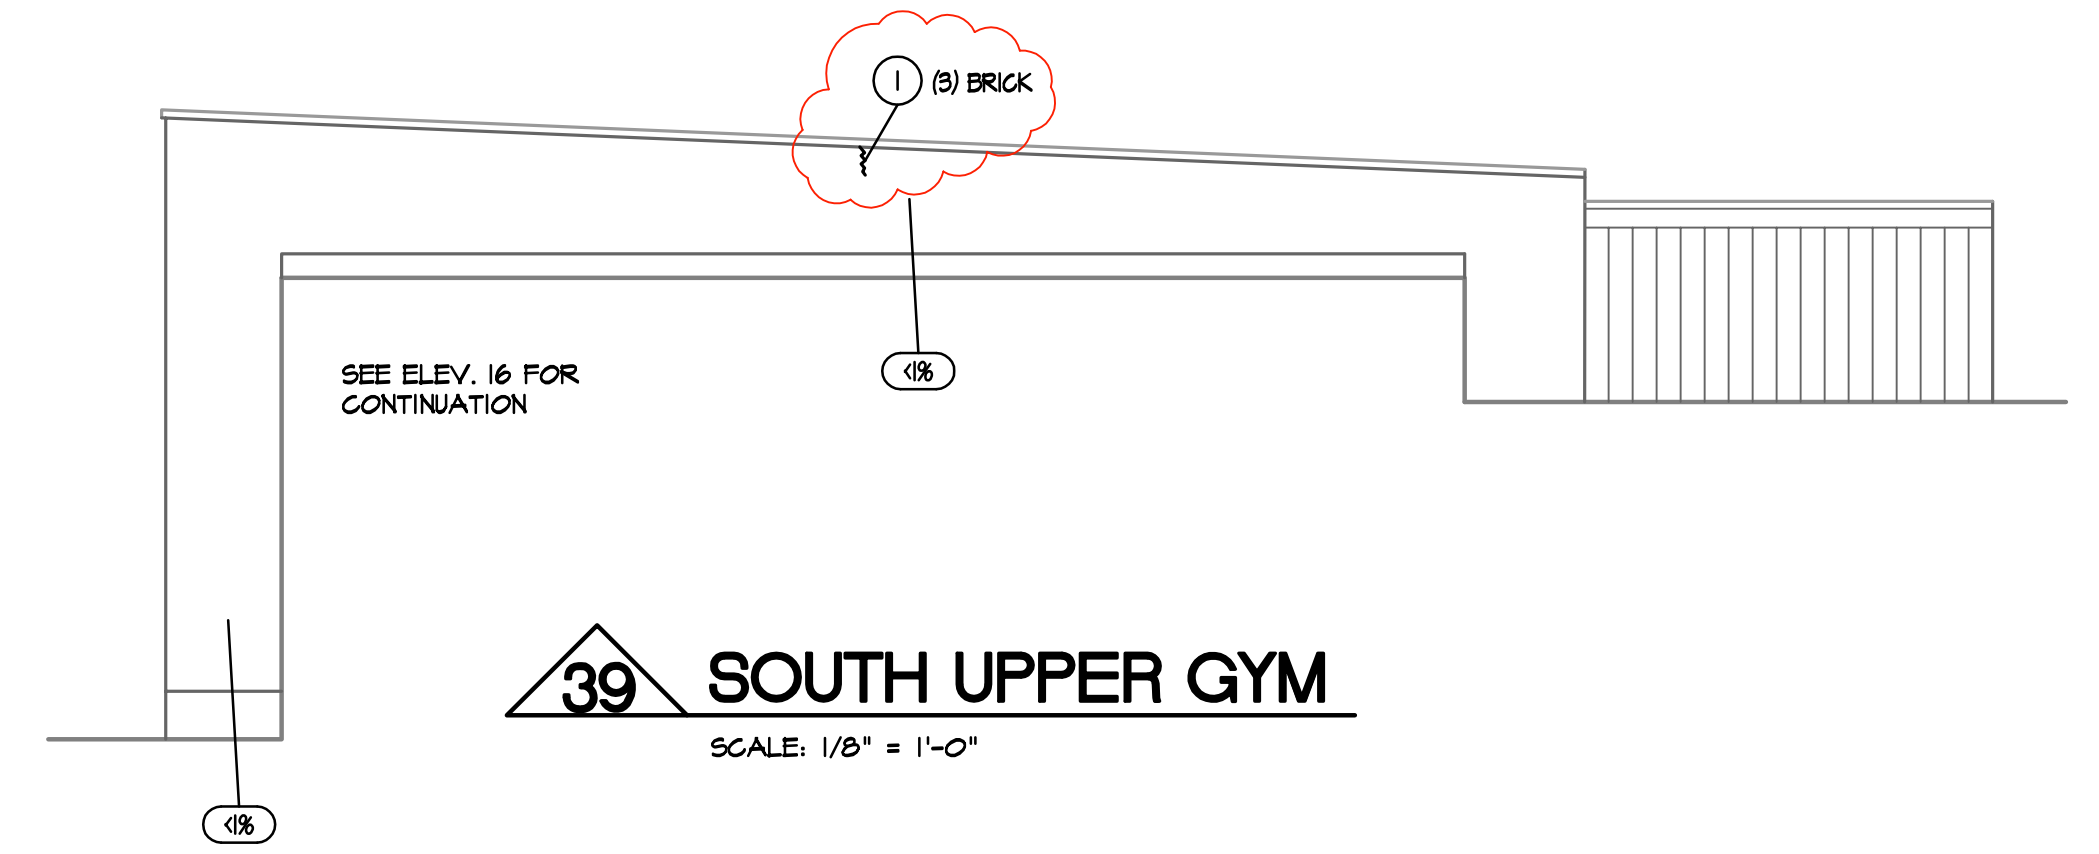 1 (3) BRICK
SEE ELEV. 16 FOR
CONTINUATION
<1%
39 SOUTH UPPER GYM
SCALE: 1/8" = 1'-0"
<1%